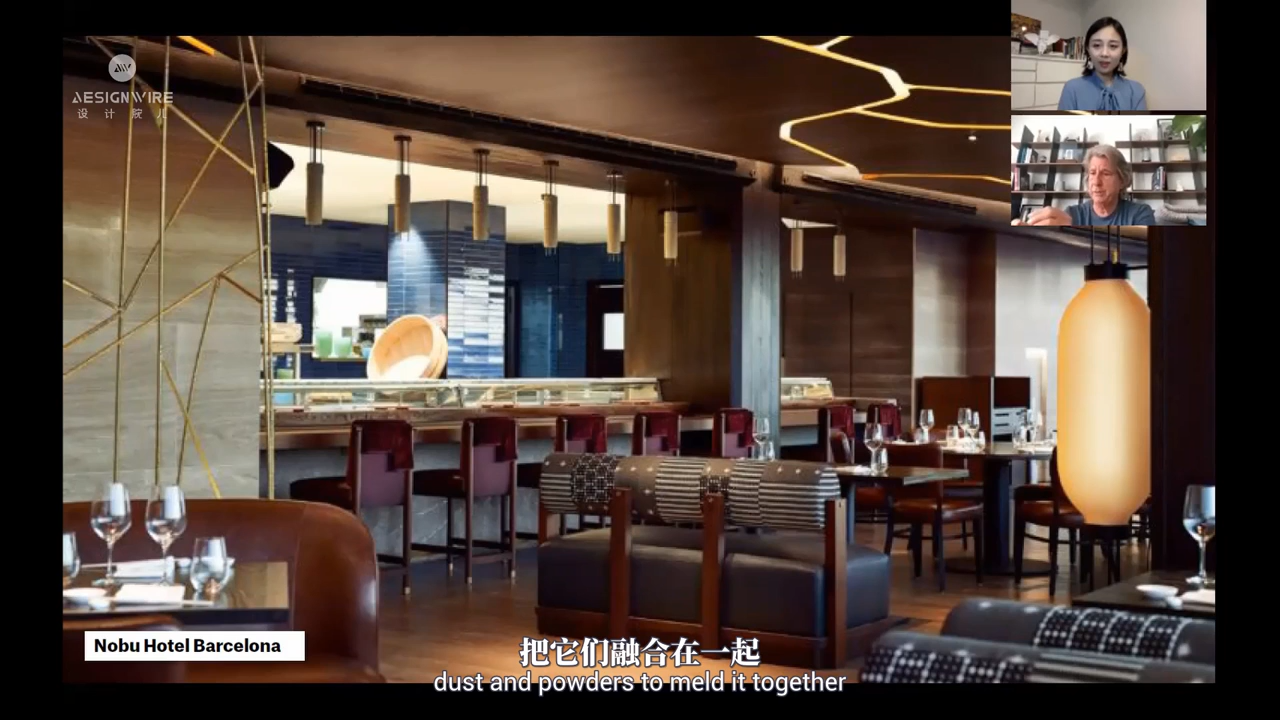 AESIGNWIRE
设计院儿
Nobu Hotel Barcelona
把它们融合在一起
dust and powders to meld it together